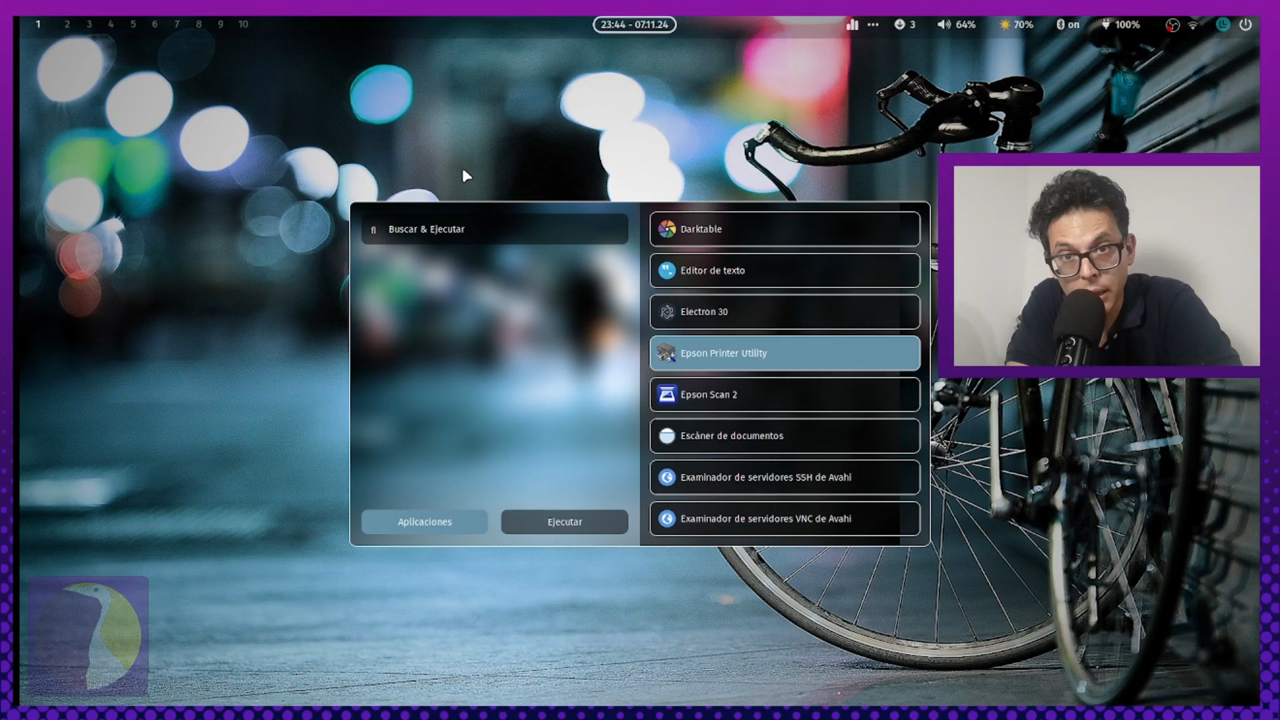 1 2 3 4 5 6 7 8 9 10
23:44 - 07.11.24
3 64% 70% on 100%
Buscar & Ejecutar
Aplicaciones
Ejecutar
Darktable
Editor de texto
Electron 30
Epson Printer Utility
Epson Scan 2
Escáner de documentos
Examinador de servidores SSH de Avahi
Examinador de servidores VNC de Avahi